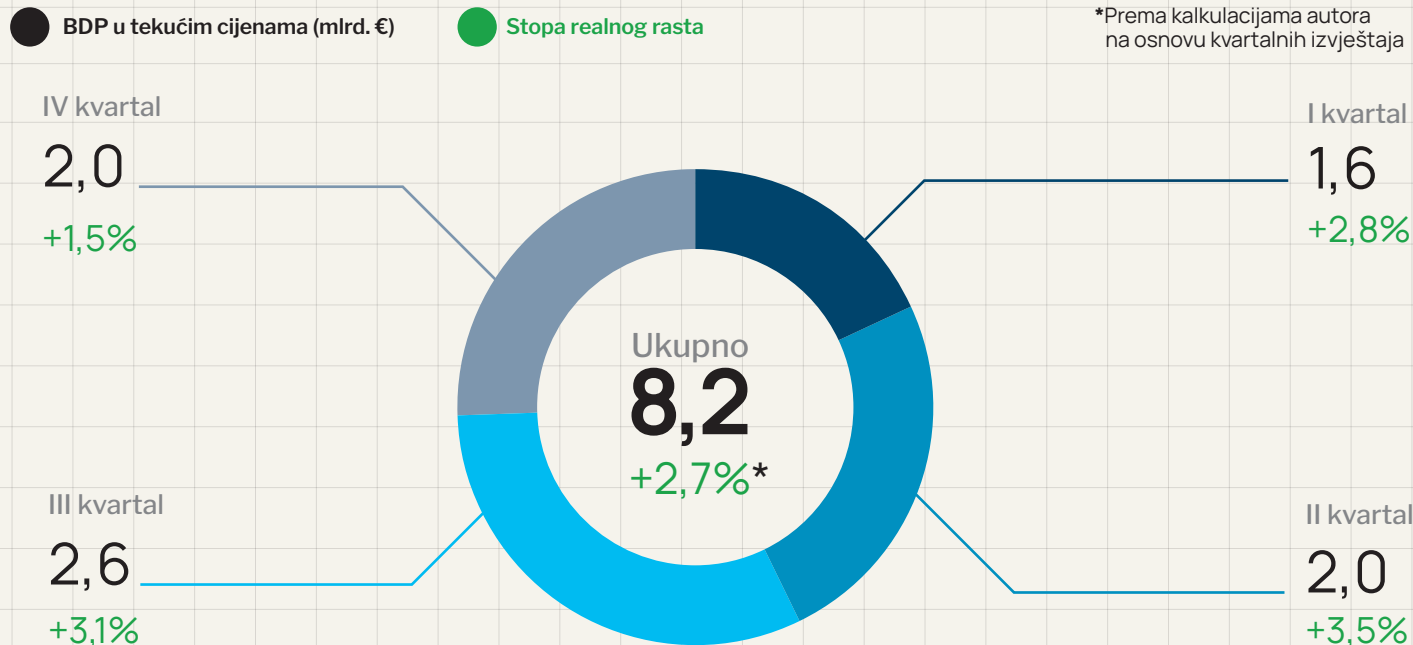 BDP u tekućim cijenama (mlrd. €)
Stopa realnog rasta
*Prema kalkulacijama autora
na osnovu kvartalnih izvještaja
IV kvartal
2,0
+1,5%
I kvartal
1,6
+2,8%
Ukupno
8,2
+2,7%*
III kvartal
2,6
+3,1%
II kvartal
2,0
+3,5%